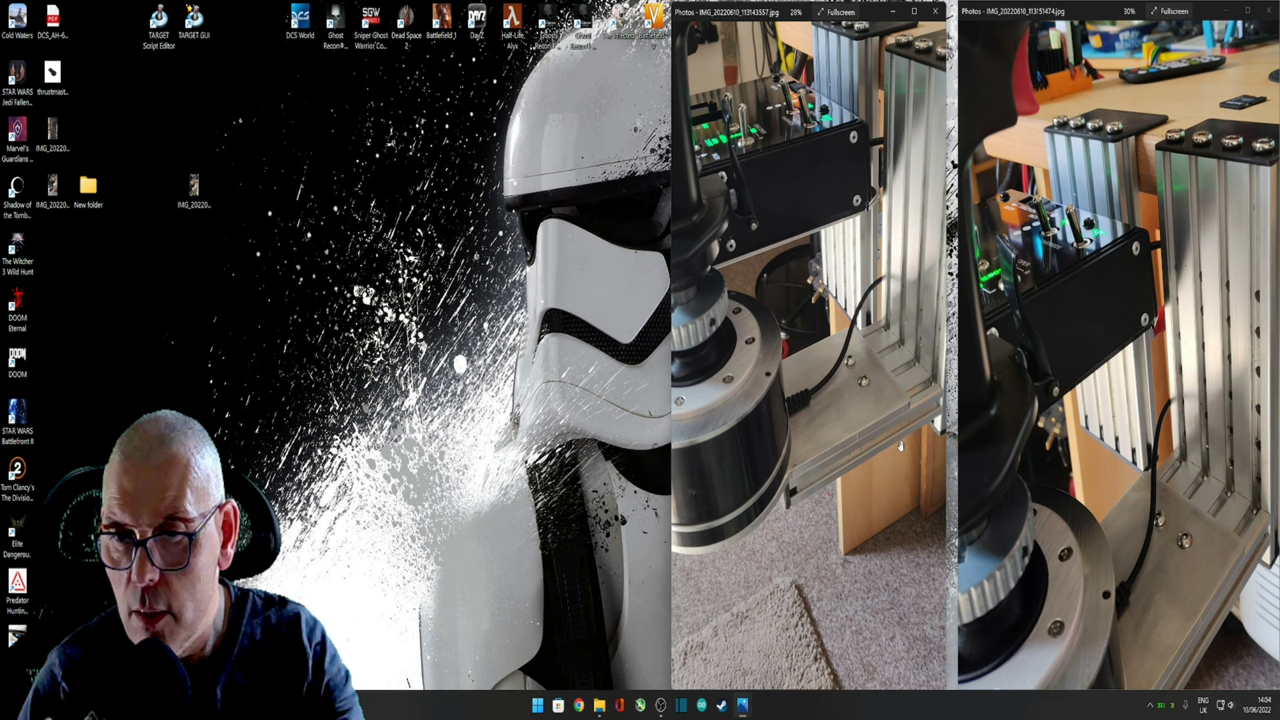 Cold Waters
DCS_AH-6...
TARGET
Script Editor
TARGET GUI
DCS World
Ghost
Recon®...
Sniper Ghost
Warrior Co...
Dead Space
2
Battlefield_1
DayZ
Half-Life,
Alyx
Photos - IMG_20220610_113143557.jpg
28%
Fullscreen
Photos - IMG_20220610_113151474.jpg
30%
Fullscreen
STAR WARS
Jedi Fallen...
thrustmast...
Marvel's
Guardians ...
IMG_20220...
Shadow of
the Tomb...
IMG_20220...
New folder
IMG_20220...
The Witcher
3 Wild Hunt
DOOM
Eternal
DOOM
DOOM
STAR WARS
Battlefront II
Tom Clancy's
The Divisio...
Elite
Dangerou...
Predator
Huntin...
ENG
UK
14:04
10/06/2022